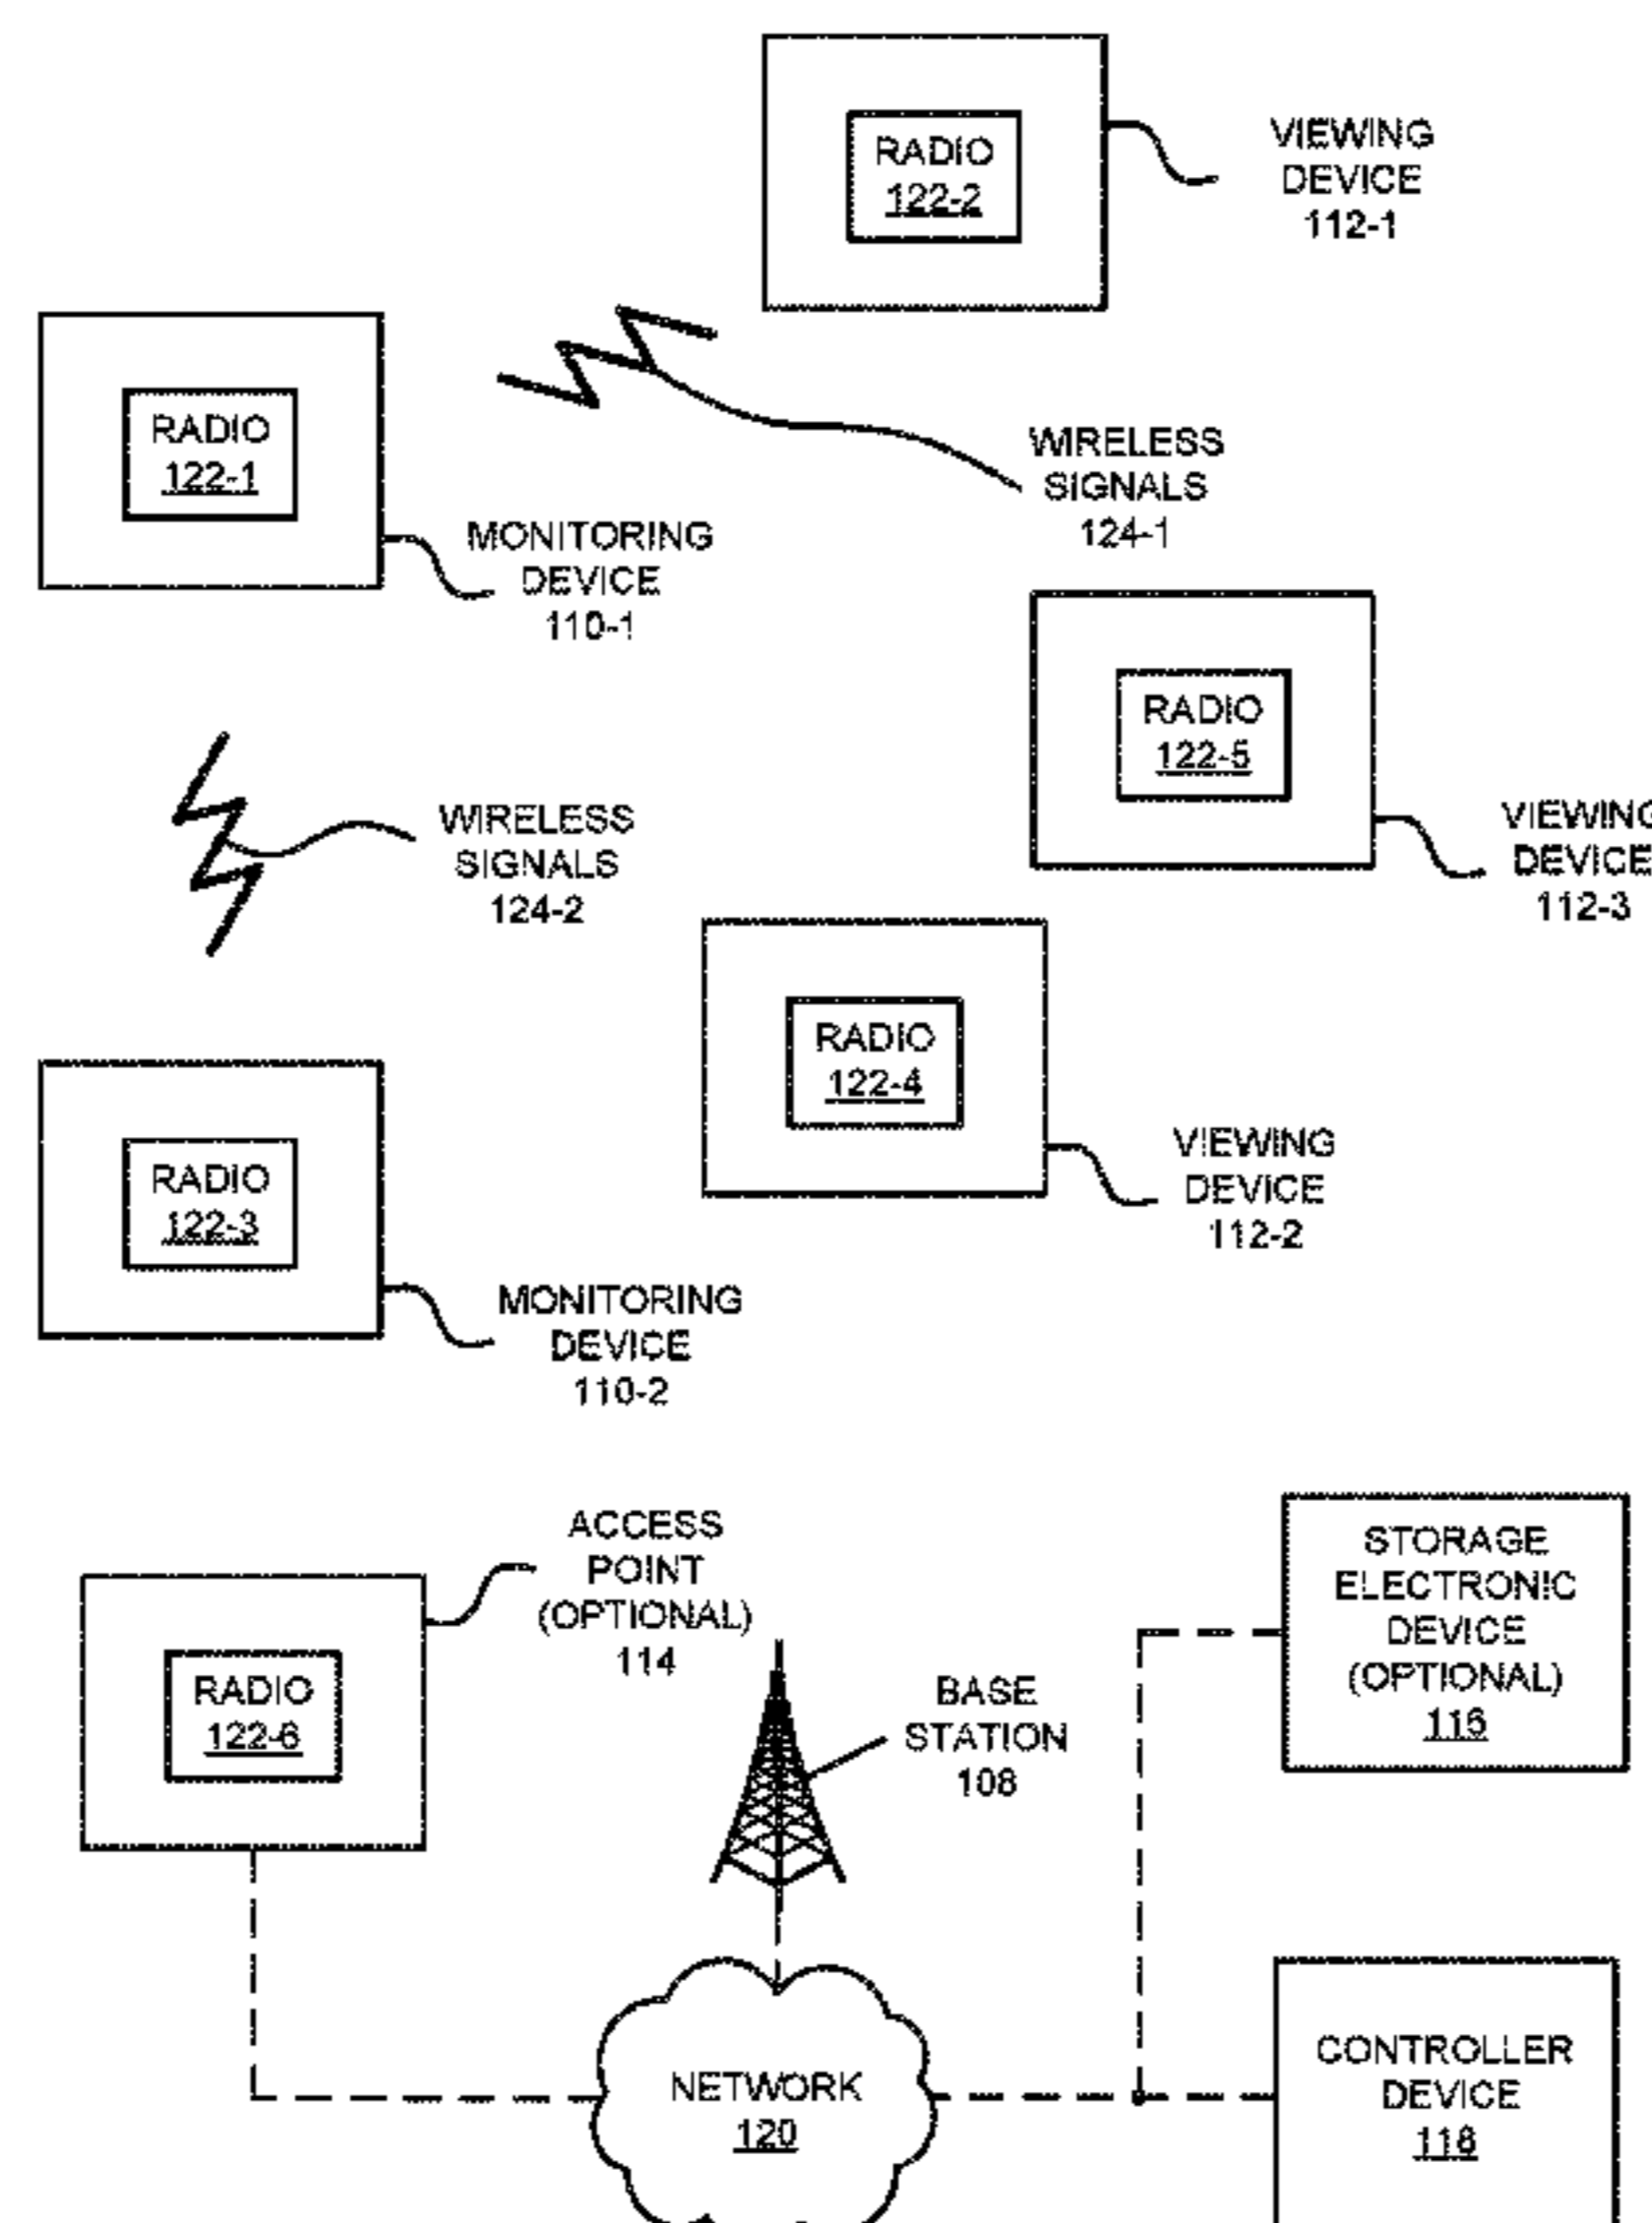 RADIO
122-2
VIEWING
DEVICE
112-1
RADIO
122-1
MONITORING
DEVICE
110-1
WIRELESS
SIGNALS
124-1
RADIO
122-5
VIEWING
DEVICE
112-3
WIRELESS
SIGNALS
124-2
RADIO
122-4
VIEWING
DEVICE
112-2
RADIO
122-3
MONITORING
DEVICE
110-2
ACCESS
POINT
(OPTIONAL)
114
RADIO
122-6
BASE
STATION
108
STORAGE
ELECTRONIC
DEVICE
(OPTIONAL)
116
NETWORK
120
CONTROLLER
DEVICE
118